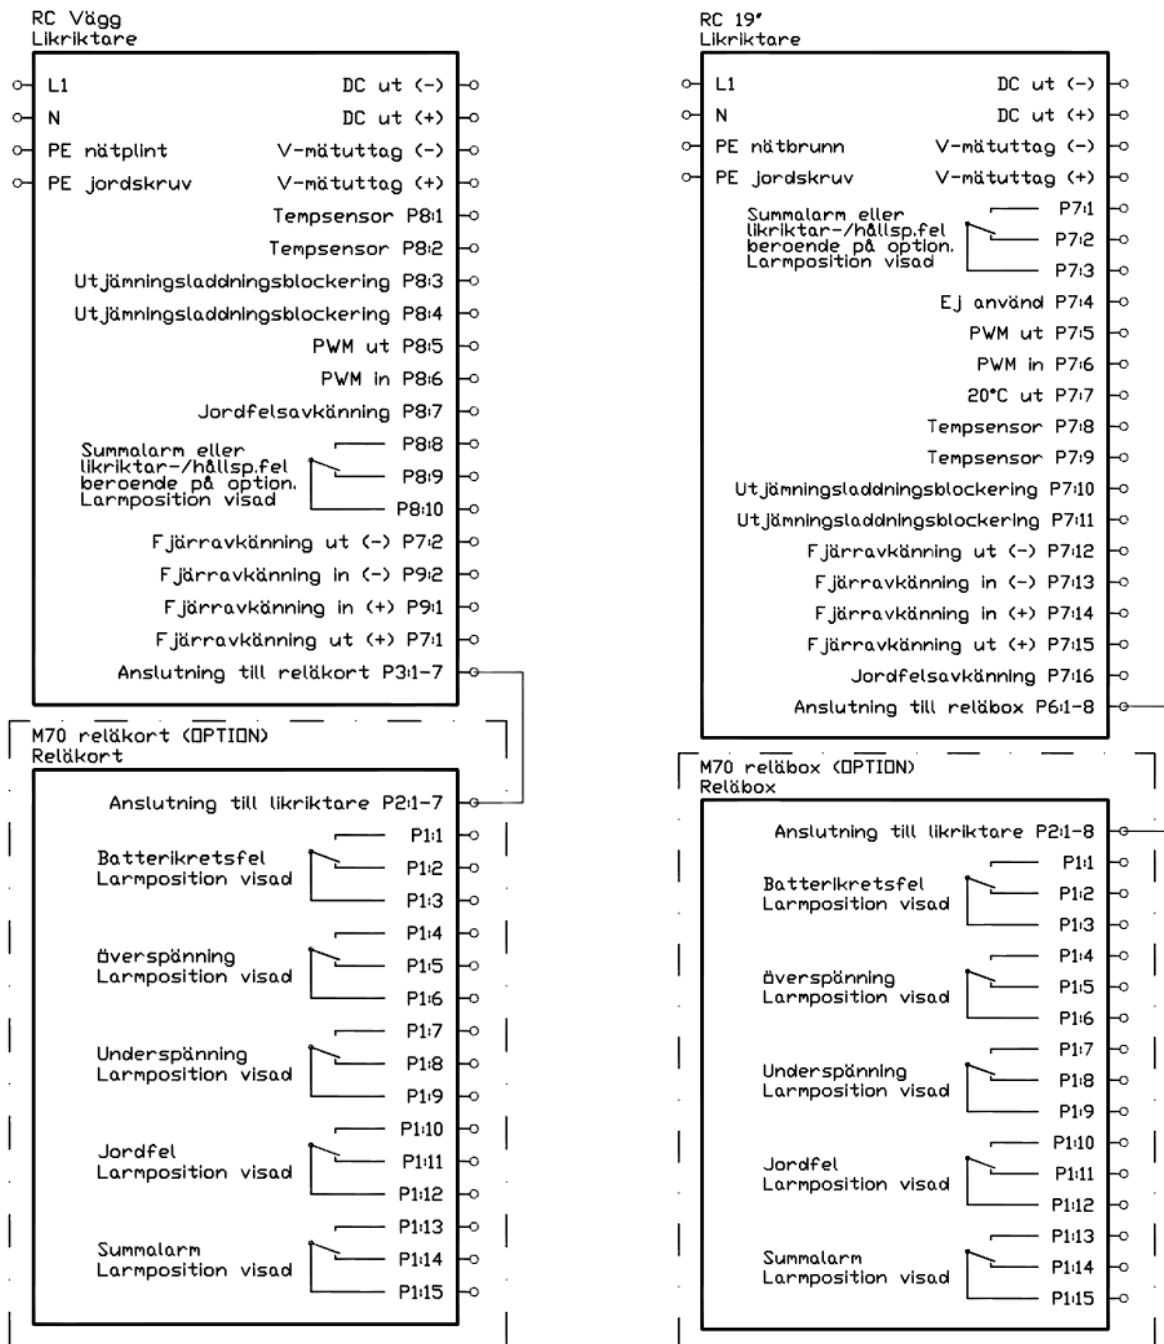 RC Vägg
Likriktare
L1
DC ut (-)
N
DC ut (+)
PE nätplint
V-mätuttag (-)
PE jordskruv
V-mätuttag (+)
Tempsensor P8:1
Tempsensor P8:2
Utjämningsladdningsblockering P8:3
Utjämningsladdningsblockering P8:4
PWM ut P8:5
PWM in P8:6
Jordfelsavkänning P8:7
Summalarm eller
likriktar-/hållsp.fel
beroende på option.
Larmposition visad
P8:8
P8:9
P8:10
Fjärravkänning ut (-) P7:2
Fjärravkänning in (-) P9:2
Fjärravkänning in (+) P9:1
Fjärravkänning ut (+) P7:1
Anslutning till reläkort P3:1-7
M70 reläkort (OPTION)
Reläkort
Anslutning till likriktare P2:1-7
Batterikretsfel
Larmposition visad
P1:1
P1:2
P1:3
Överspänning
Larmposition visad
P1:4
P1:5
P1:6
Underspänning
Larmposition visad
P1:7
P1:8
P1:9
Jordfel
Larmposition visad
P1:10
P1:11
P1:12
Summalarm
Larmposition visad
P1:13
P1:14
P1:15
RC 19"
Likriktare
L1
DC ut (-)
N
DC ut (+)
PE nätbrunn
V-mätuttag (-)
PE jordskruv
V-mätuttag (+)
Summalarm eller
likriktar-/hållsp.fel
beroende på option.
Larmposition visad
P7:1
P7:2
P7:3
Ej använd P7:4
PWM ut P7:5
PWM in P7:6
20°C ut P7:7
Tempsensor P7:8
Tempsensor P7:9
Utjämningsladdningsblockering P7:10
Utjämningsladdningsblockering P7:11
Fjärravkänning ut (-) P7:12
Fjärravkänning in (-) P7:13
Fjärravkänning in (+) P7:14
Fjärravkänning ut (+) P7:15
Jordfelsavkänning P7:16
Anslutning till reläbox P6:1-8
M70 reläbox (OPTION)
Reläbox
Anslutning till likriktare P2:1-8
Batterikretsfel
Larmposition visad
P1:1
P1:2
P1:3
överspänning
Larmposition visad
P1:4
P1:5
P1:6
Underspänning
Larmposition visad
P1:7
P1:8
P1:9
Jordfel
Larmposition visad
P1:10
P1:11
P1:12
Summalarm
Larmposition visad
P1:13
P1:14
P1:15